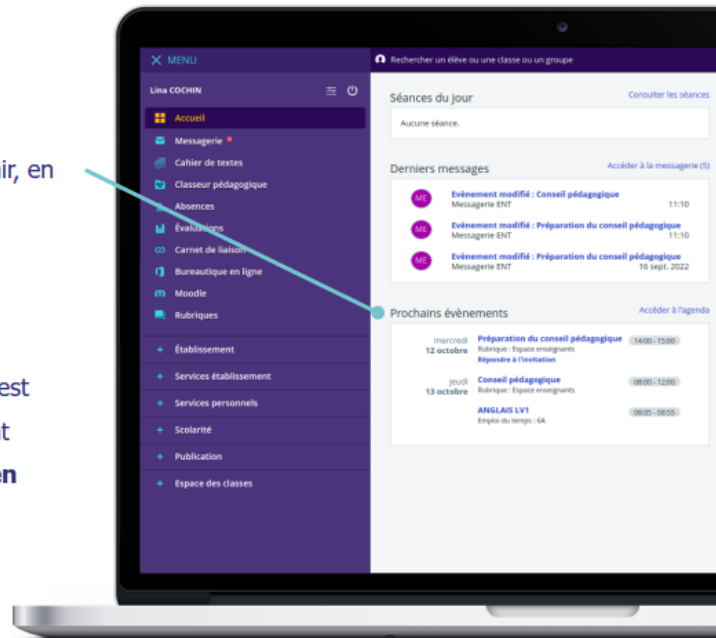 ir, en
est
t
en
MENU
Lina COCHIN
Accueil
Messagerie
Cahier de textes
Classeur pédagogique
Absences
Évaluations
Carnet de liaison
Bureautique en ligne
Moodle
Rubriques
+ Établissement
+ Services établissement
+ Services personnels
+ Scolarité
+ Publication
+ Espace des classes
Rechercher un élève ou une classe ou un groupe
Séances du jour Consulter les séances
Aucune séance.
Derniers messages Accéder à la messagerie (5)
ME Evènement modifié : Conseil pédagogique
Messagerie ENT 11:10
ME Evènement modifié : Préparation du conseil pédagogique
Messagerie ENT 11:10
ME Evènement modifié : Préparation du conseil pédagogique
Messagerie ENT 16 sept. 2022
Prochains évènements Accéder à l'agenda
mercredi Préparation du conseil pédagogique 14:00 - 15:00
12 octobre Rubrique : Espace enseignants
Répondre à l'invitation
jeudi Conseil pédagogique 08:00 - 12:00
13 octobre Rubrique : Espace enseignants
ANGLAIS LV1 08:05 - 08:55
Emploi du temps : 6A